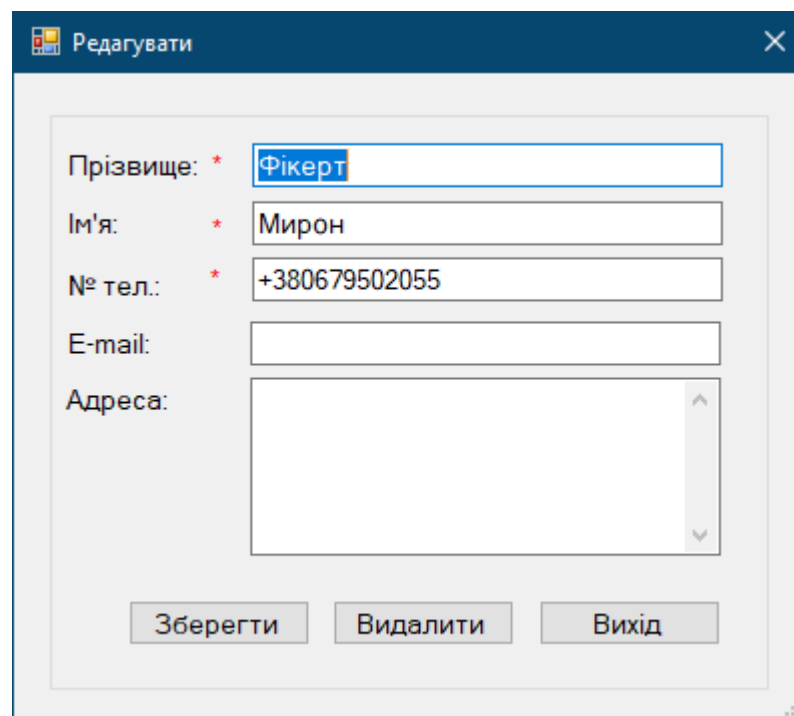 Редагувати
Прізвище: * Фікерт
Ім'я: * Мирон
№ тел.: * +380679502055
E-mail:
Адреса:
Зберегти Видалити Вихід